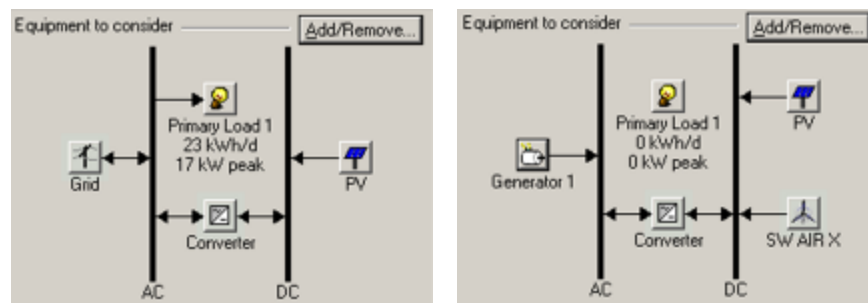 Equipment to consider
Add/Remove...
Primary Load 1
23 kWh/d
17 kW peak
Grid
PV
Converter
AC
DC
Equipment to consider
Add/Remove...
Primary Load 1
0 kWh/d
0 kW peak
PV
Generator 1
Converter
SW AIR X
AC
DC